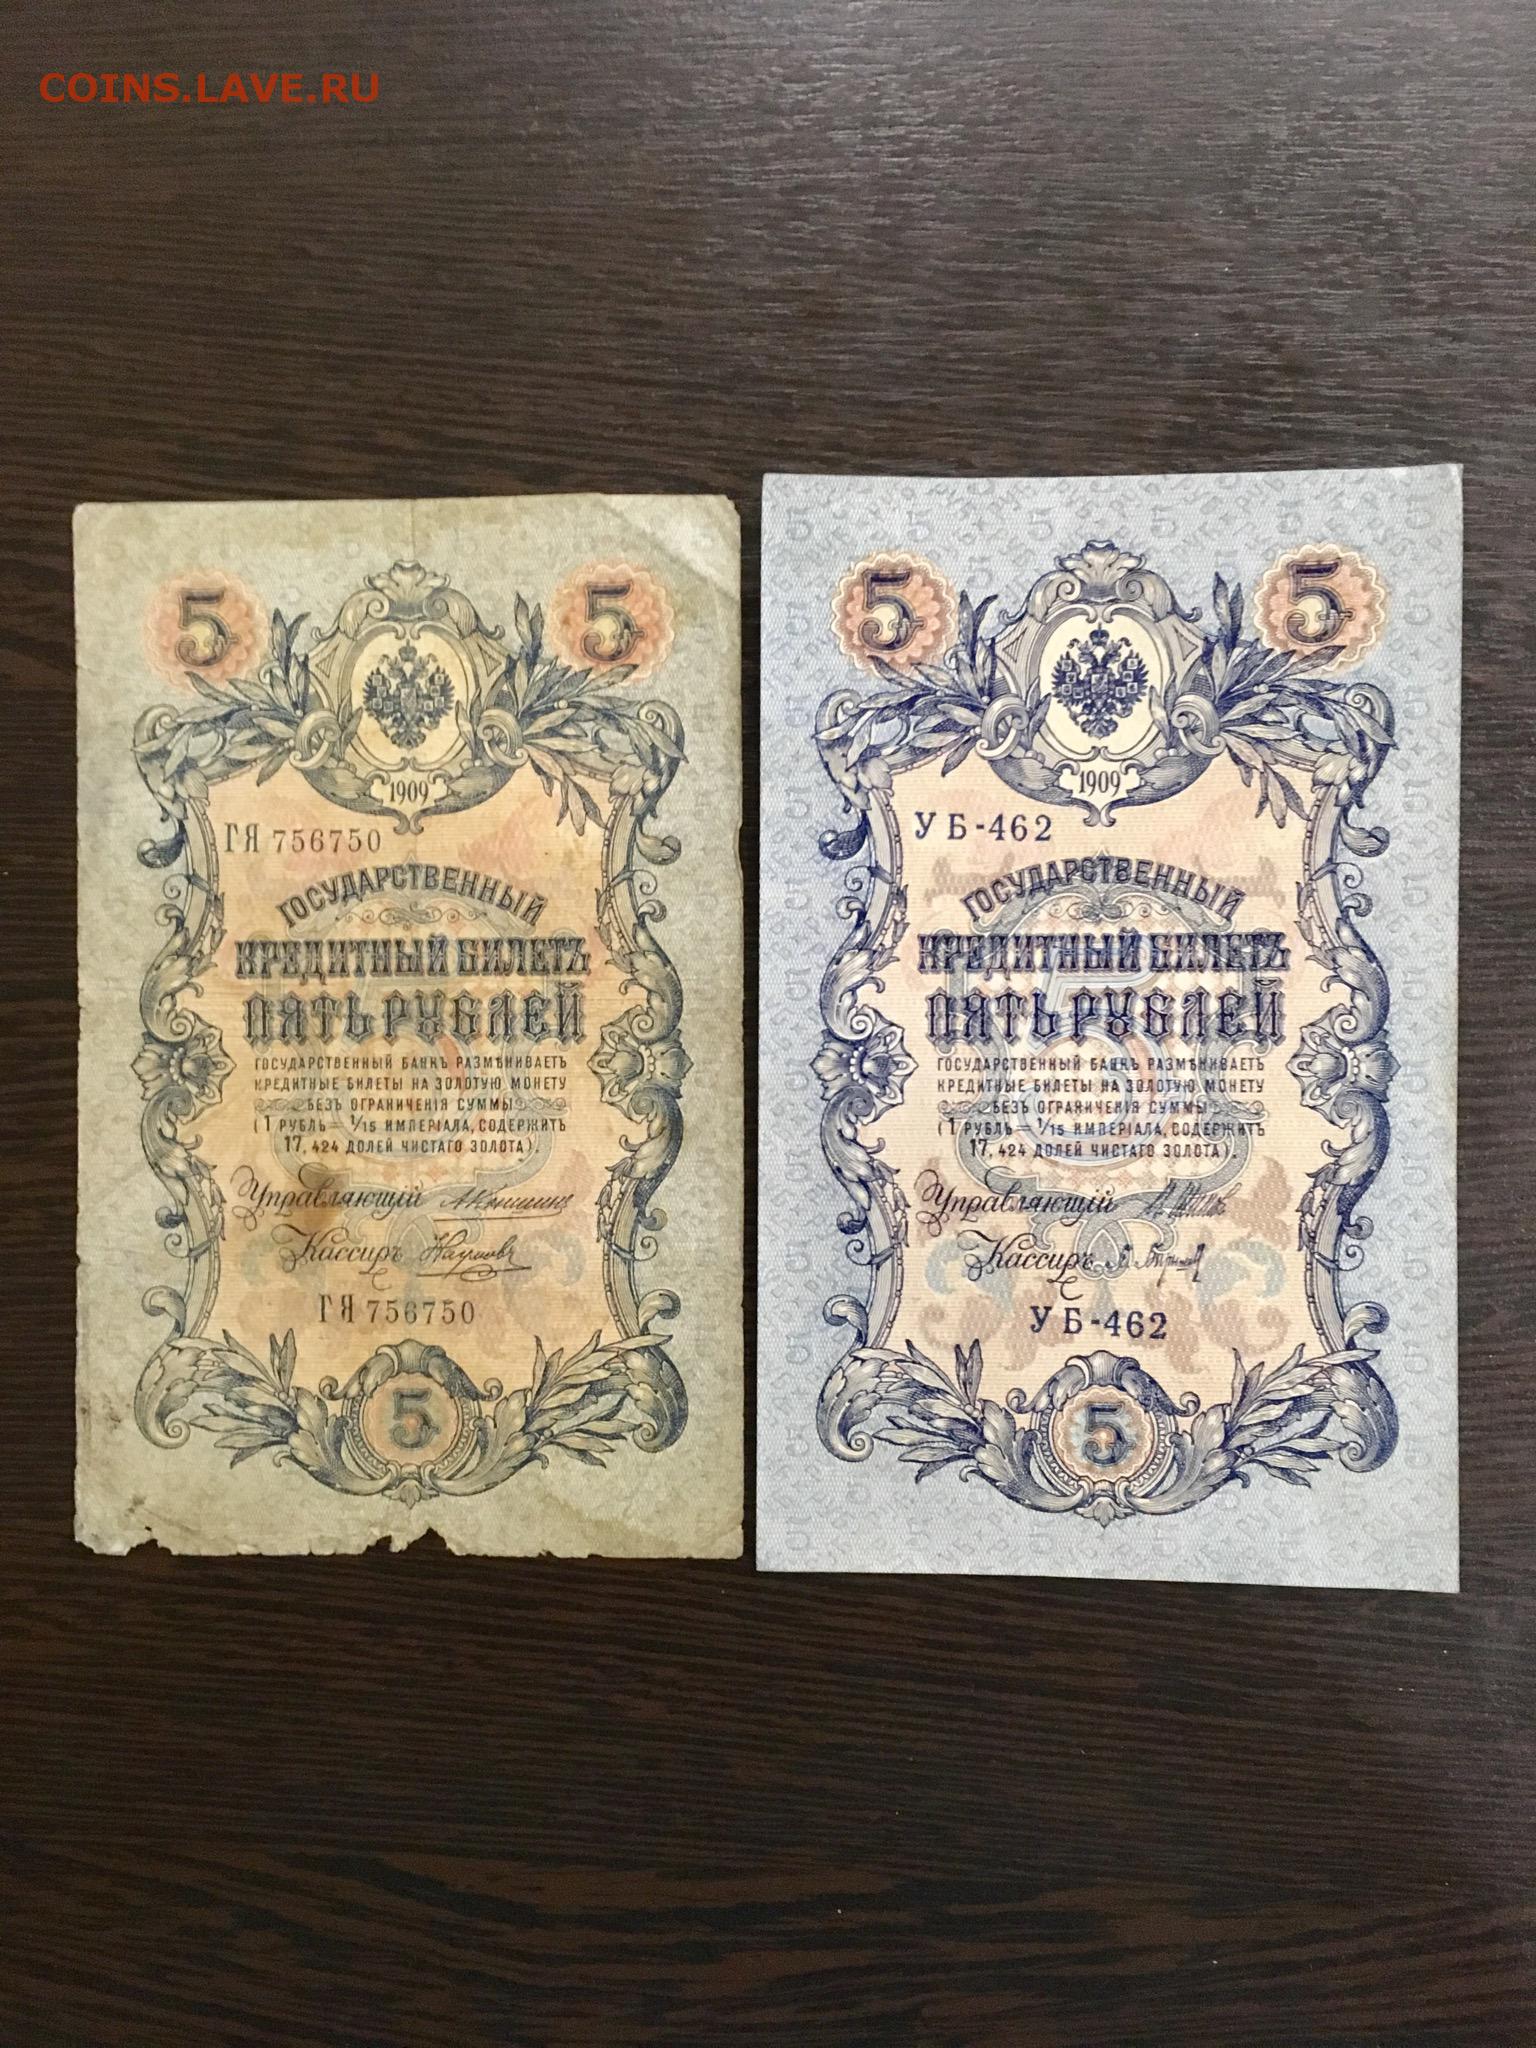 COINS.LAVE.RU
5 5
1909
ГЯ 756750
ГОСУДАРСТВЕННЫЙ
КРЕДИТНЫЙ БИЛЕТЪ
ПЯТЬ РУБЛЕЙ
ГОСУДАРСТВЕННЫЙ БАНКЪ РАЗМѢНИВАЕТЪ
КРЕДИТНЫЕ БИЛЕТЫ НА ЗОЛОТУЮ МОНЕТУ
БЕЗЪ ОГРАНИЧЕНІЯ СУММЫ
(1 РУБЛЬ = 1/15 ИМПЕРІАЛА, СОДЕРЖИТЪ
17,424 ДОЛЕЙ ЧИСТАГО ЗОЛОТА).
Управляющій А Коншинъ
Кассиръ Наумовъ
ГЯ 756750
5
5 5
1909
УБ-462
ГОСУДАРСТВЕННЫЙ
КРЕДИТНЫЙ БИЛЕТЪ
ПЯТЬ РУБЛЕЙ
ГОСУДАРСТВЕННЫЙ БАНКЪ РАЗМѢНИВАЕТЪ
КРЕДИТНЫЕ БИЛЕТЫ НА ЗОЛОТУЮ МОНЕТУ
БЕЗЪ ОГРАНИЧЕНІЯ СУММЫ
(1 РУБЛЬ = 1/15 ИМПЕРІАЛА, СОДЕРЖИТЪ
17,424 ДОЛЕЙ ЧИСТАГО ЗОЛОТА).
Управляющій
Кассиръ
УБ-462
5